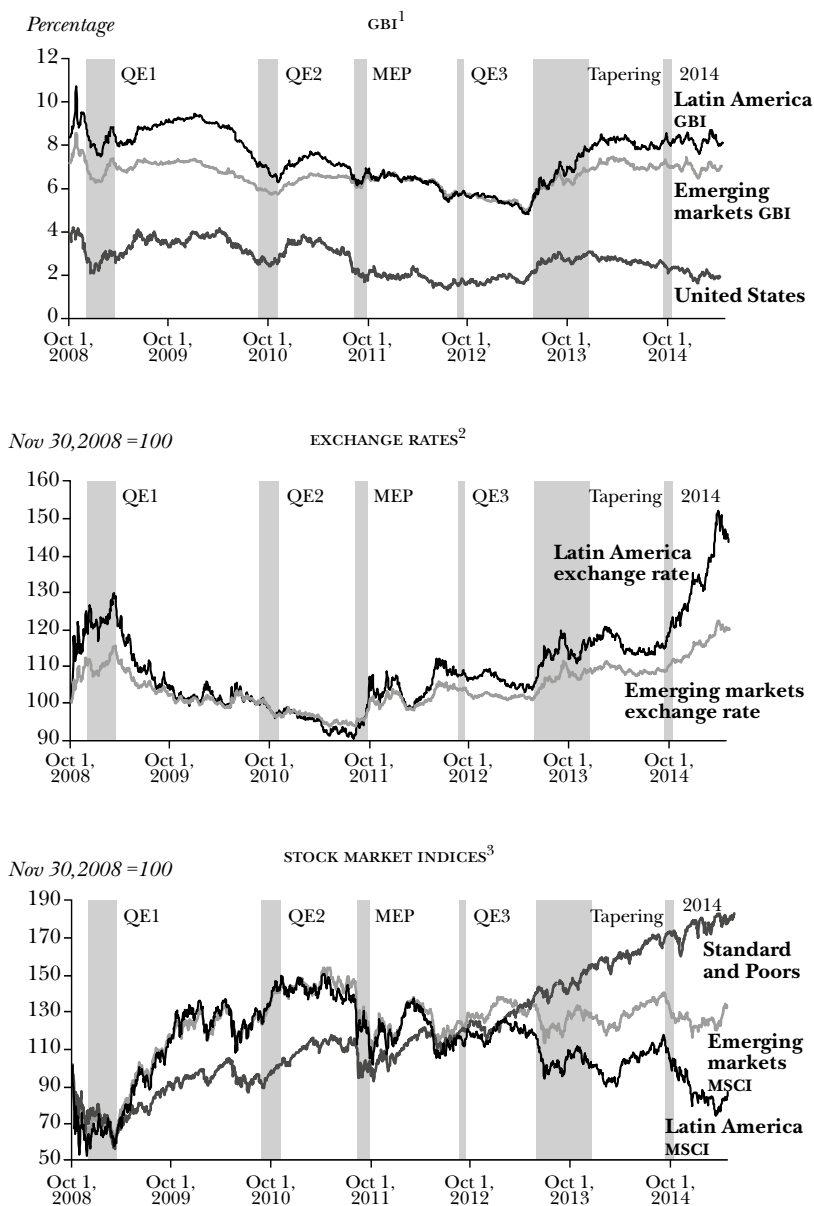 Percentage
GBI¹
12
10
8
6
4
2
0
QE1
QE2
MEP
QE3
Tapering
2014
Latin America
GBI
Emerging
markets GBI
United States
Oct 1,
2008
Oct 1,
2009
Oct 1,
2010
Oct 1,
2011
Oct 1,
2012
Oct 1,
2013
Oct 1,
2014
Nov 30,2008 =100
EXCHANGE RATES²
160
150
140
130
120
110
100
90
QE1
QE2
MEP
QE3
Tapering
2014
Latin America
exchange rate
Emerging markets
exchange rate
Oct 1,
2008
Oct 1,
2009
Oct 1,
2010
Oct 1,
2011
Oct 1,
2012
Oct 1,
2013
Oct 1,
2014
Nov 30,2008 =100
STOCK MARKET INDICES³
190
170
150
130
110
90
70
50
QE1
QE2
MEP
QE3
Tapering
2014
Standard
and Poors
Emerging
markets
MSCI
Latin America
MSCI
Oct 1,
2008
Oct 1,
2009
Oct 1,
2010
Oct 1,
2011
Oct 1,
2012
Oct 1,
2013
Oct 1,
2014